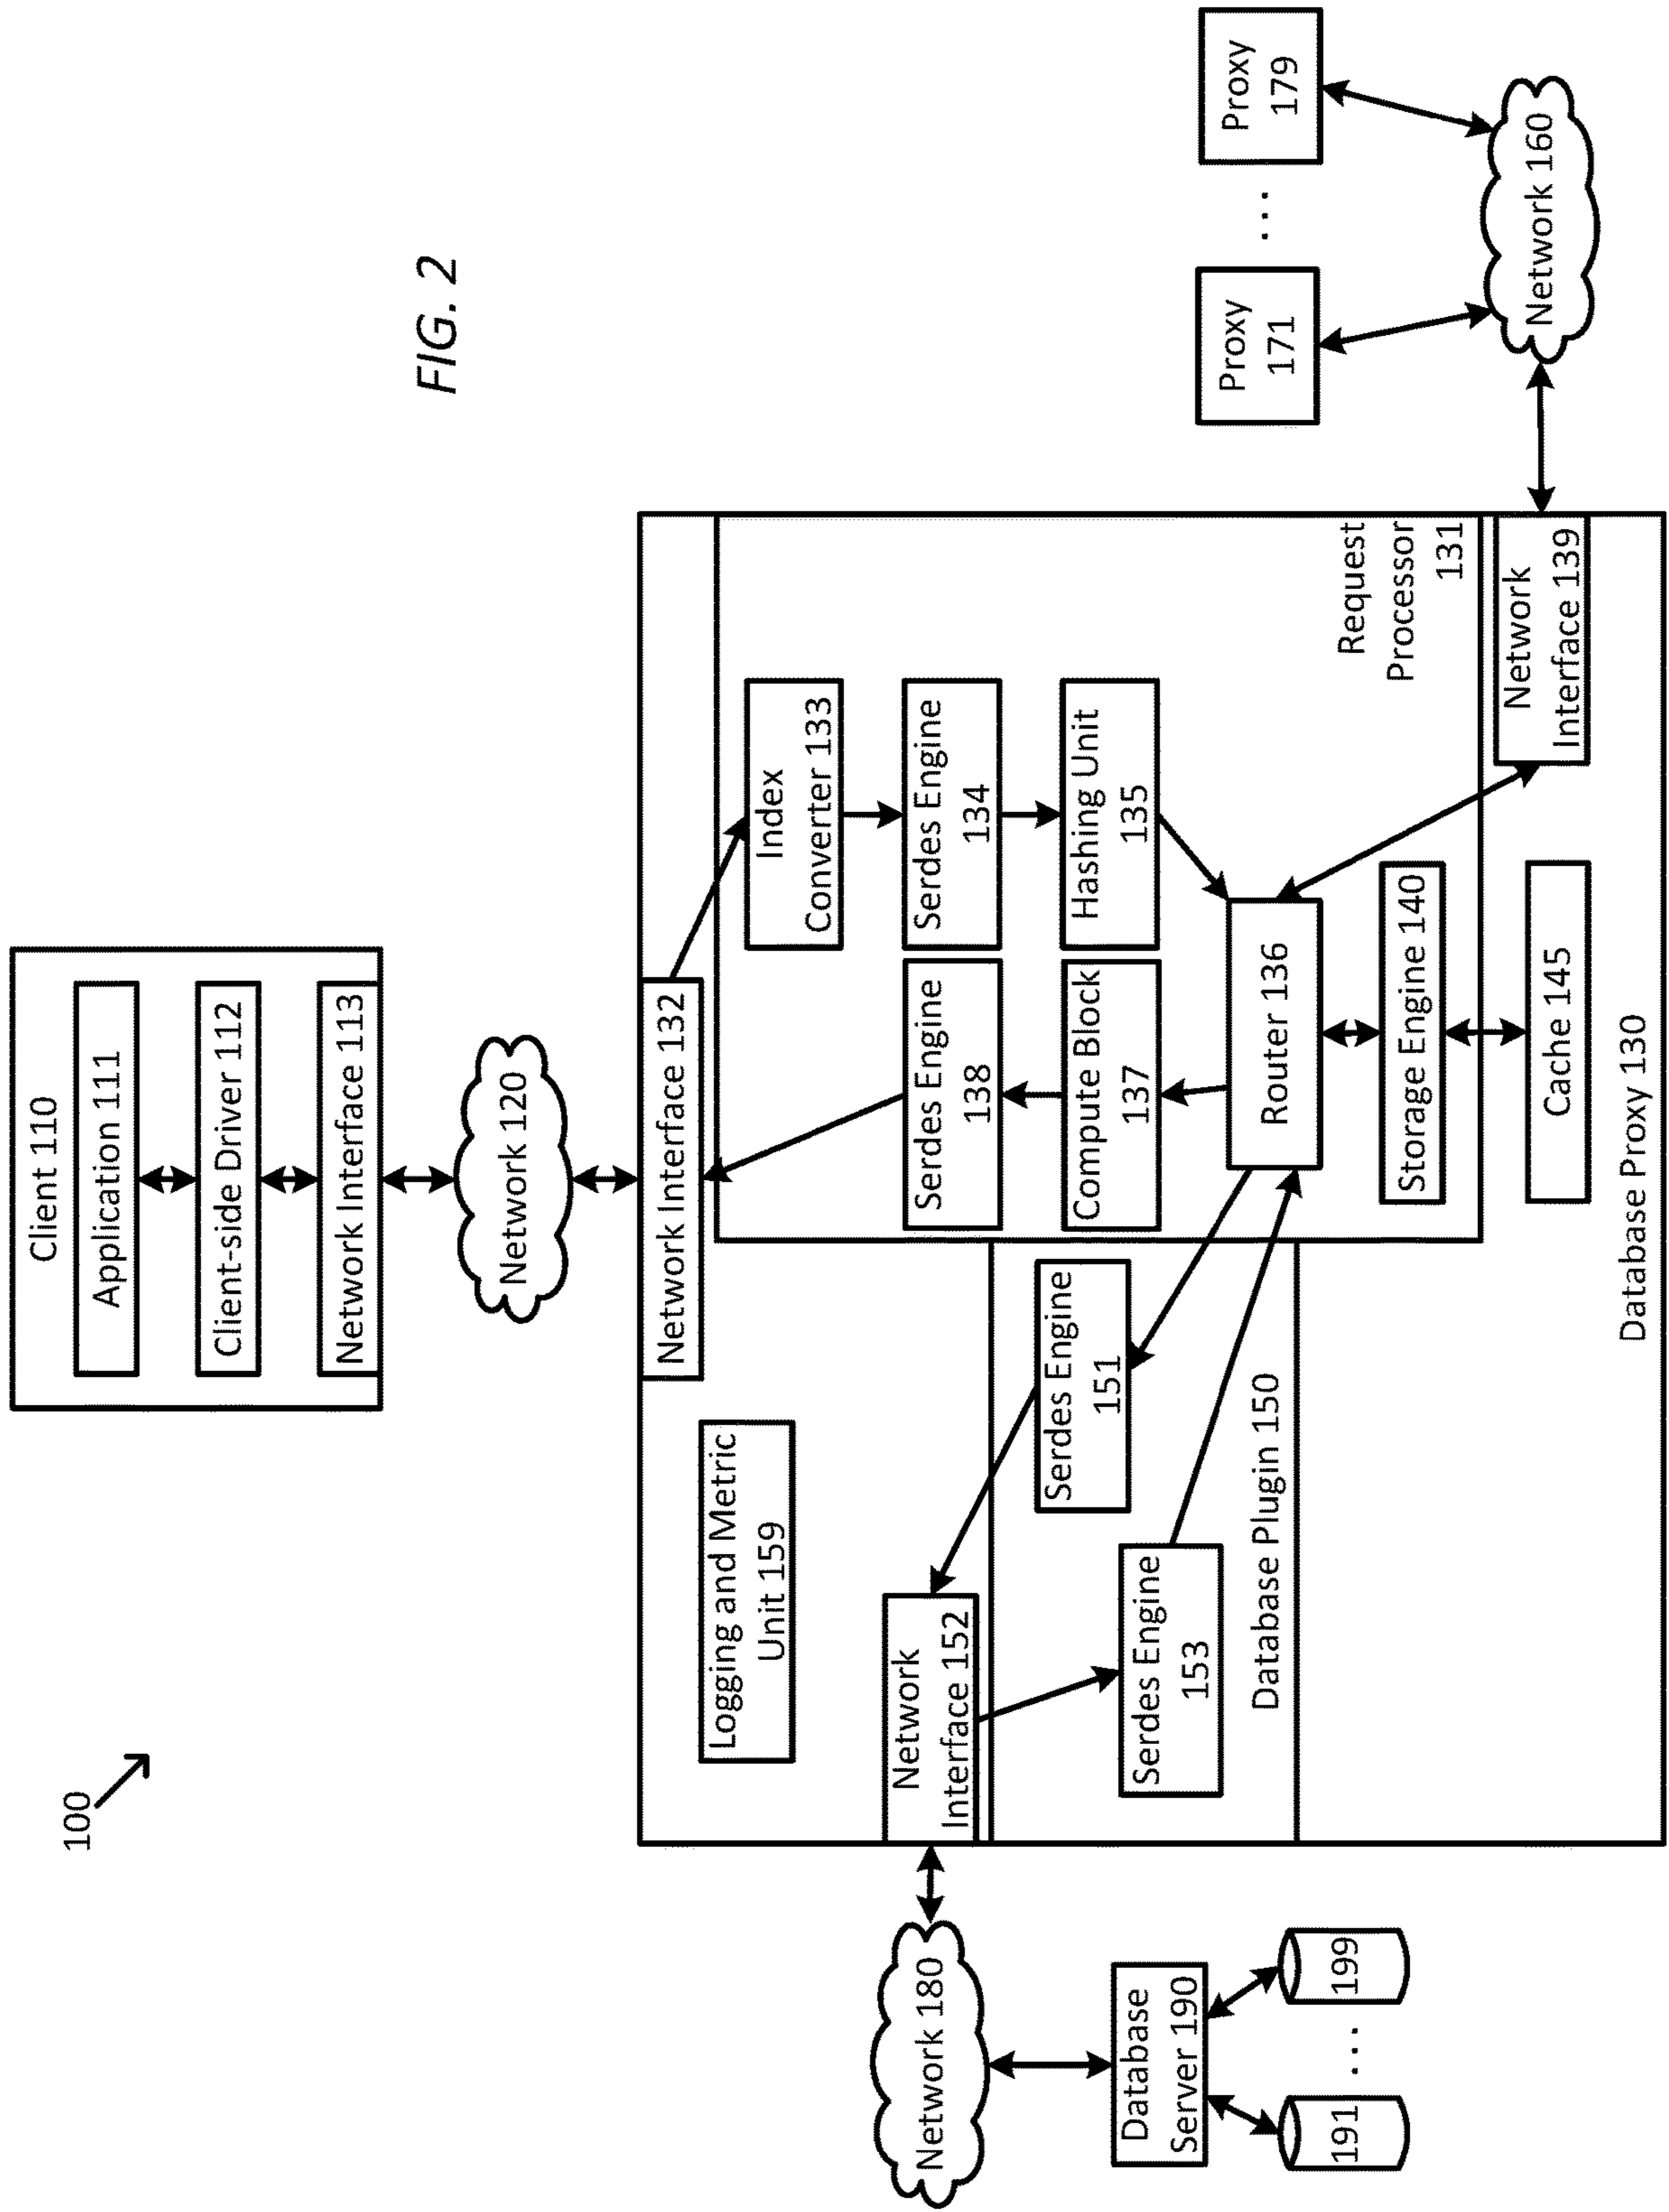 100
FIG. 2
Client 110
Application 111
Client-side Driver 112
Network Interface 113
Network 120
Network Interface 132
Logging and Metric
Unit 159
Index
Converter 133
Serdes Engine
134
Serdes Engine
138
Hashing Unit
135
Compute Block
137
Router 136
Storage Engine 140
Cache 145
Request
Processor
131
Network
Interface 139
Network
Interface 152
Serdes Engine
151
Serdes Engine
153
Database Plugin 150
Database Proxy 130
Network 180
Database
Server 190
191
...
199
Proxy
171
...
Proxy
179
Network 160